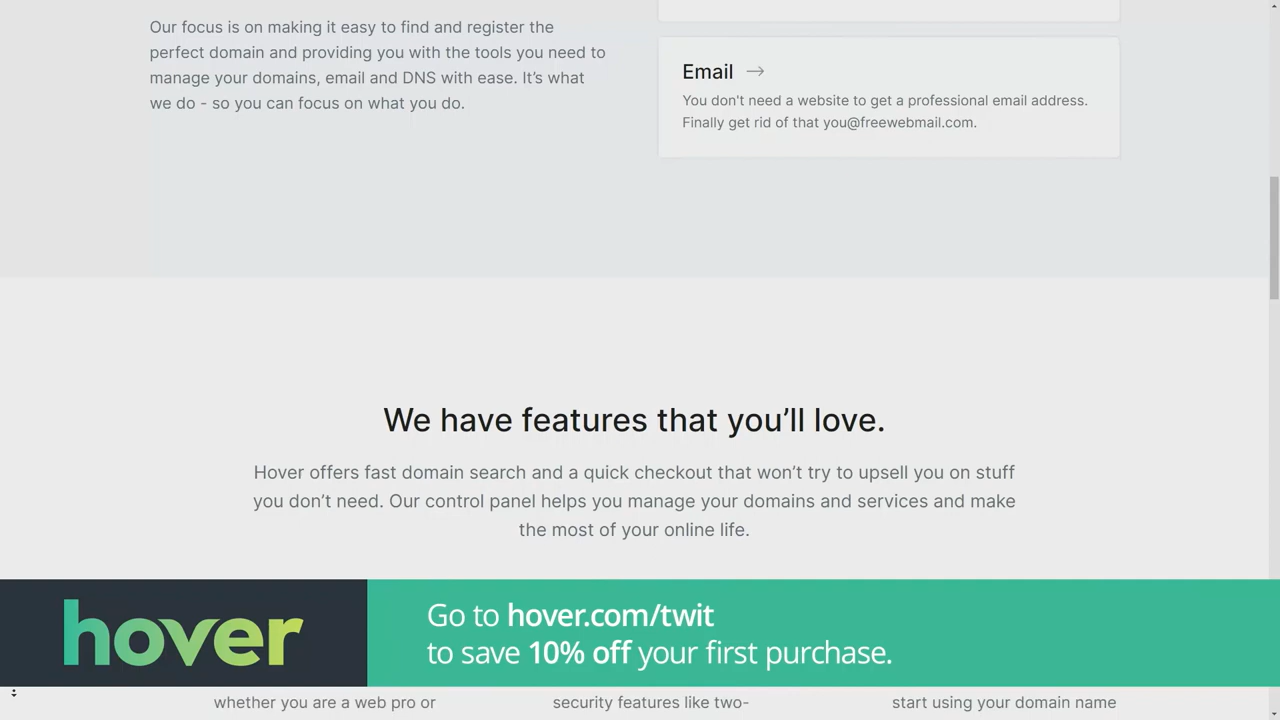 Our focus is on making it easy to find and register the
perfect domain and providing you with the tools you need to
manage your domains, email and DNS with ease. It’s what
we do - so you can focus on what you do.
Email →
You don't need a website to get a professional email address.
Finally get rid of that you@freewebmail.com.
We have features that you’ll love.
Hover offers fast domain search and a quick checkout that won’t try to upsell you on stuff
you don’t need. Our control panel helps you manage your domains and services and make
the most of your online life.
hover
Go to hover.com/twit
to save 10% off your first purchase.
whether you are a web pro or
security features like two-
start using your domain name